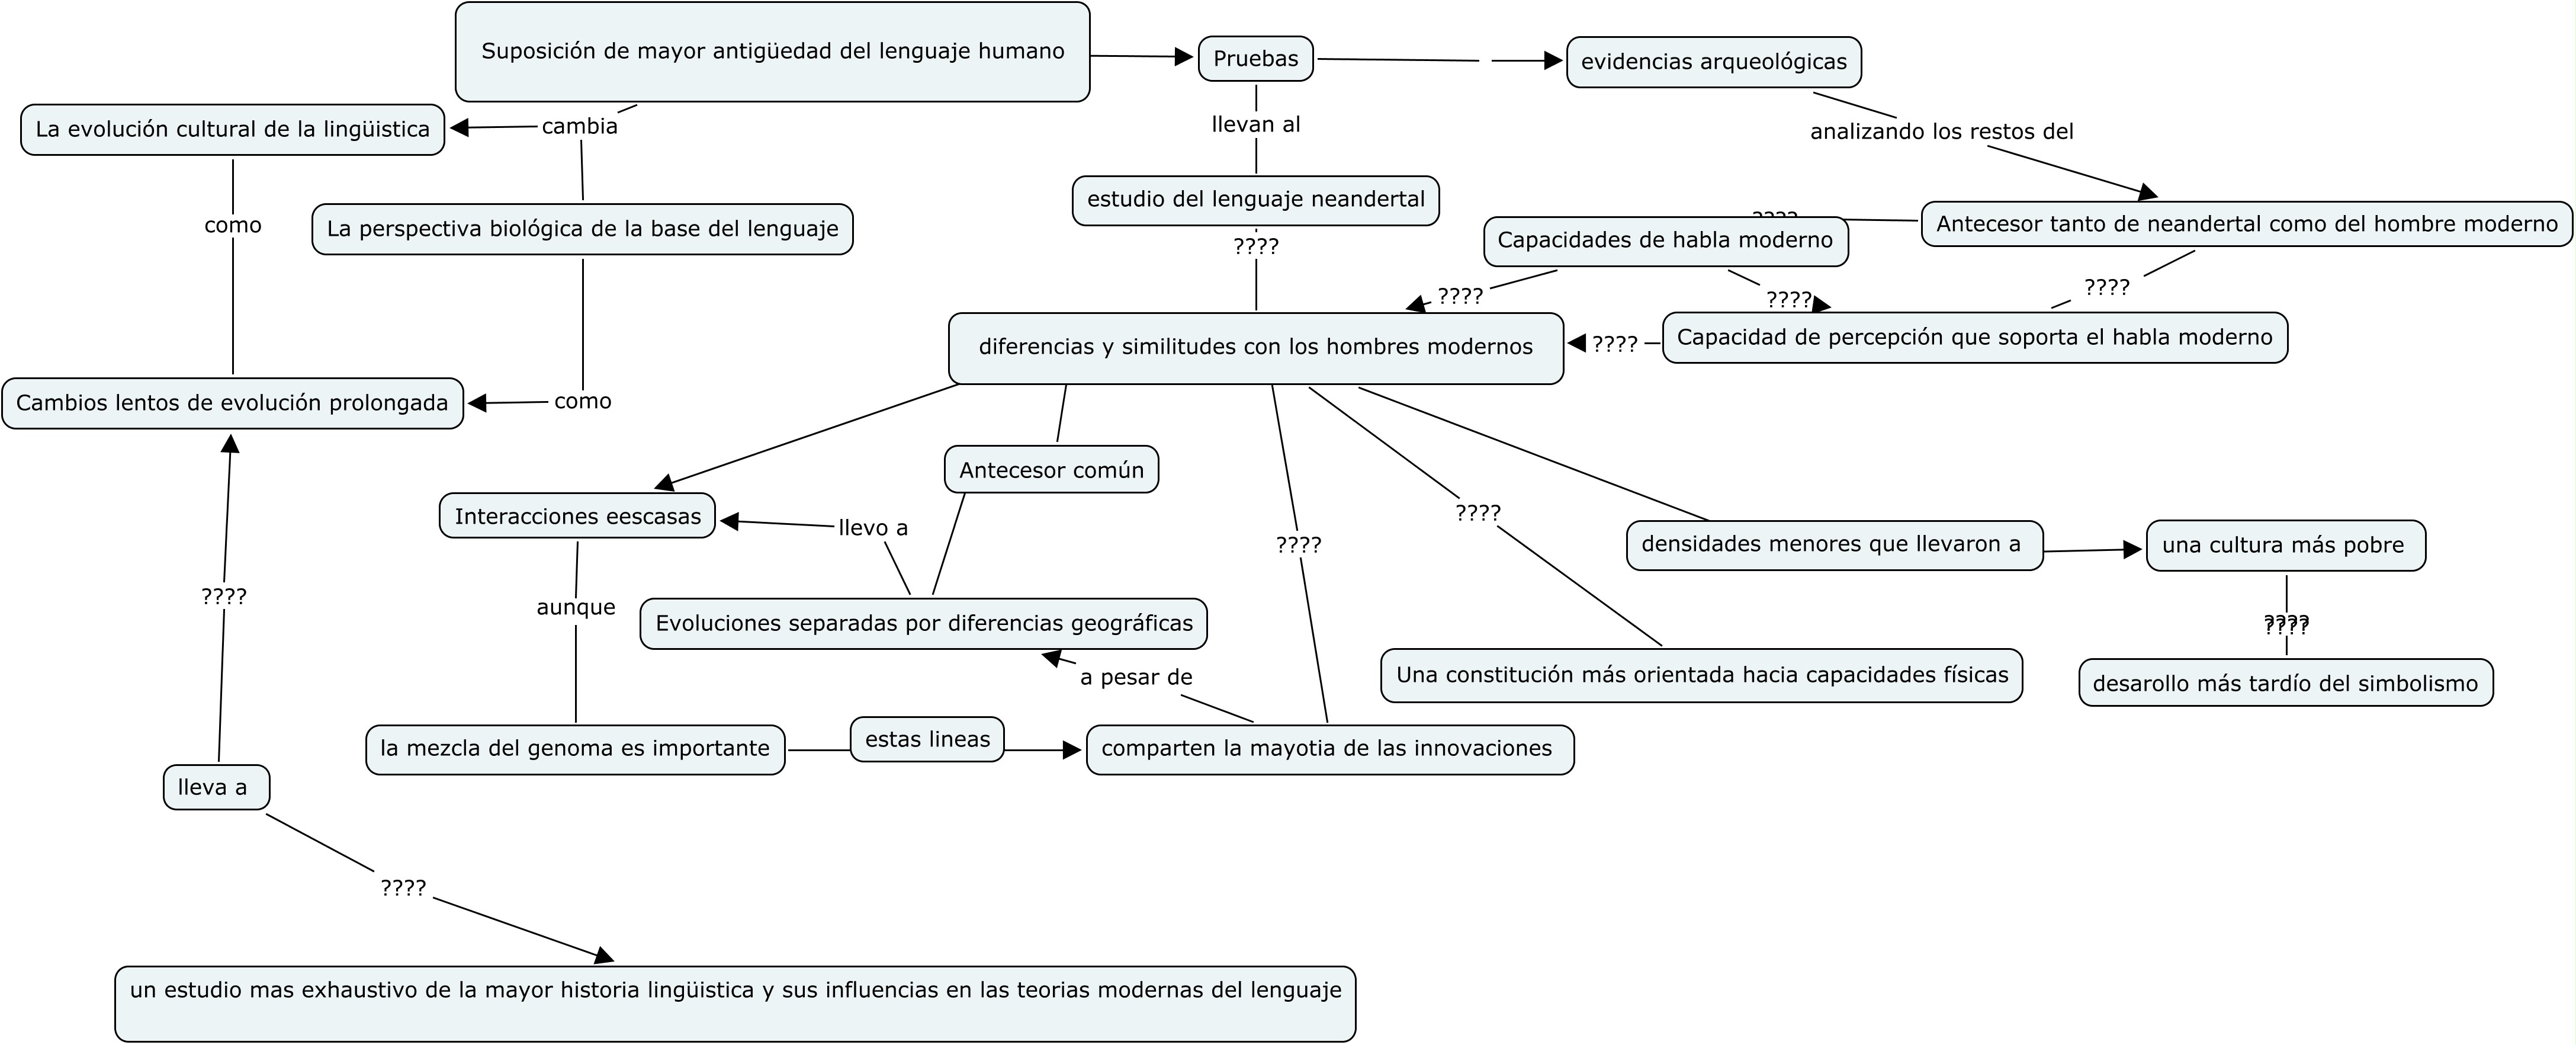 Suposición de mayor antigüedad del lenguaje humano
Pruebas
evidencias arqueológicas
La evolución cultural de la lingüistica
cambia
llevan al
analizando los restos del
como
La perspectiva biológica de la base del lenguaje
estudio del lenguaje neandertal
????
Capacidades de habla moderno
????
Antecesor tanto de neandertal como del hombre moderno
????
????
????
diferencias y similitudes con los hombres modernos
????
Capacidad de percepción que soporta el habla moderno
Cambios lentos de evolución prolongada
como
Antecesor común
Interacciones eescasas
llevo a
????
????
densidades menores que llevaron a
una cultura más pobre
????
aunque
Evoluciones separadas por diferencias geográficas
????
????
a pesar de
Una constitución más orientada hacia capacidades físicas
desarollo más tardío del simbolismo
la mezcla del genoma es importante
estas lineas
comparten la mayotia de las innovaciones
lleva a
????
un estudio mas exhaustivo de la mayor historia lingüistica y sus influencias en las teorias modernas del lenguaje